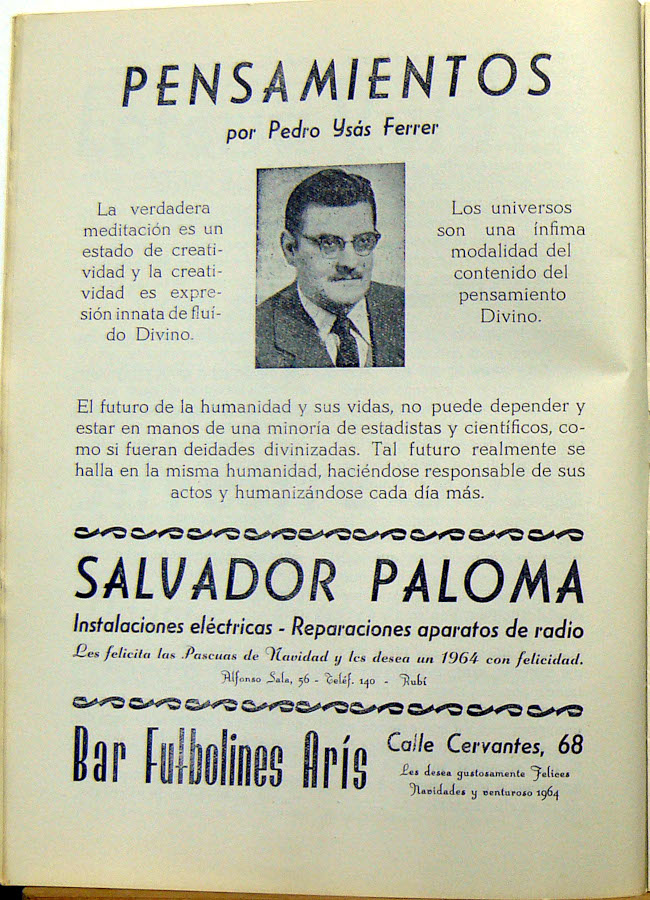 PENSAMIENTOS
por Pedro Ysás Ferrer
La verdadera
meditación es un
estado de creati-
vidad y la creati-
vidad es expre-
sión innata de fluí-
do Divino.
Los universos
son una ínfima
modalidad del
contenido del
pensamiento
Divino.
El futuro de la humanidad y sus vidas, no puede depender y
estar en manos de una minoría de estadistas y científicos, co-
mo si fueran deidades divinizadas. Tal futuro realmente se
halla en la misma humanidad, haciéndose responsable de sus
actos y humanizándose cada día más.
SALVADOR PALOMA
Instalaciones eléctricas - Reparaciones aparatos de radio
Les felicita las Pascuas de Navidad y les desea un 1964 con felicidad.
Alfonso Sala, 56 - Teléf. 140 - Rubí
Bar Futbolines Arís
Calle Cervantes, 68
Les desea gustosamente Felices
Navidades y venturoso 1964